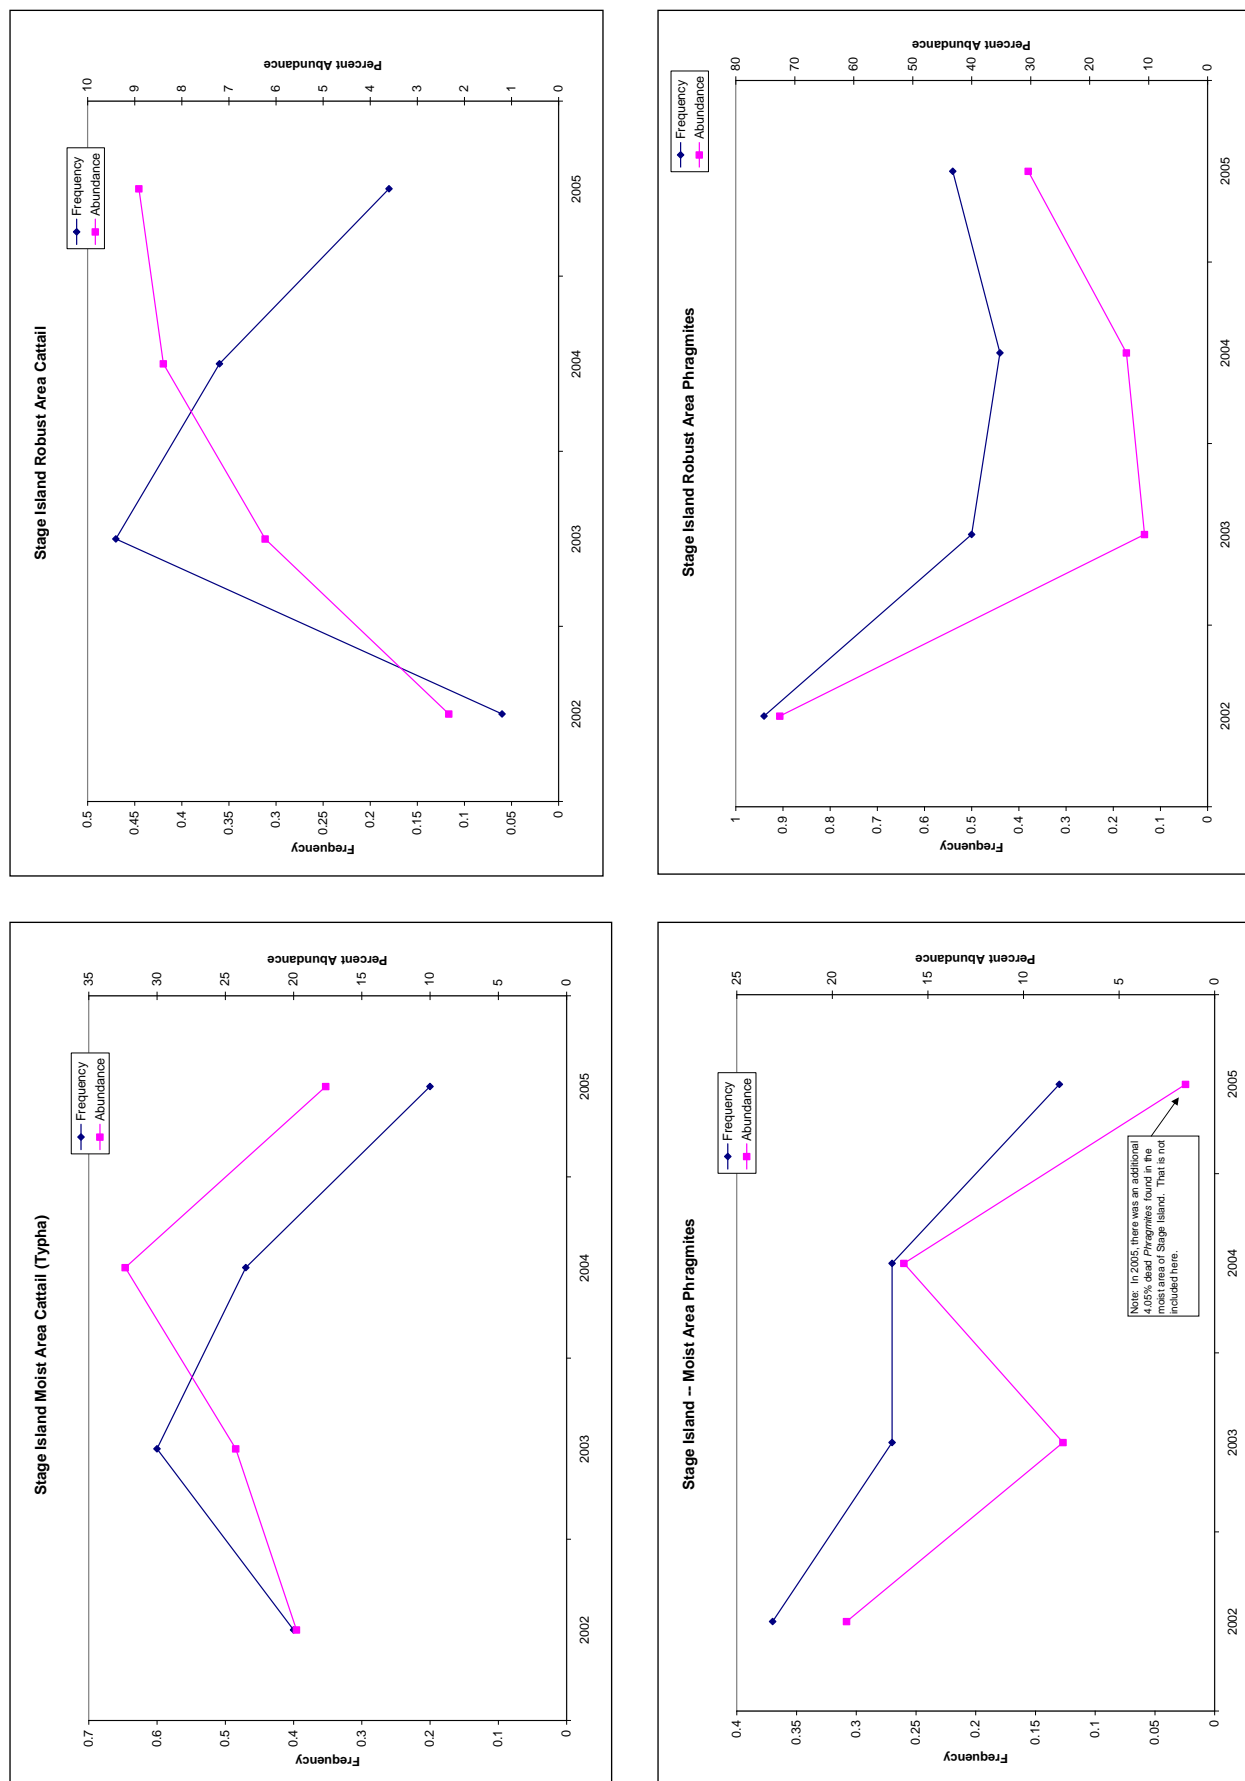 Stage Island Moist Area Cattail (Typha)
Frequency
Abundance
0.7
0.6
0.5
0.4
0.3
0.2
0.1
0
Frequency
35
30
25
20
15
10
5
0
Percent Abundance
2002 2003 2004 2005
Stage Island Robust Area Cattail
Frequency
Abundance
0.5
0.45
0.4
0.35
0.3
0.25
0.2
0.15
0.1
0.05
0
Frequency
10
9
8
7
6
5
4
3
2
1
0
Percent Abundance
2002 2003 2004 2005
Stage Island -- Moist Area Phragmites
Frequency
Abundance
0.4
0.35
0.3
0.25
0.2
0.15
0.1
0.05
0
Frequency
25
20
15
10
5
0
Percent Abundance
Note: In 2005, there was an additional
4.05% dead Phragmites found in the
moist area of Stage Island. That is not
included here.
2002 2003 2004 2005
Stage Island Robust Area Phragmites
Frequency
Abundance
1
0.9
0.8
0.7
0.6
0.5
0.4
0.3
0.2
0.1
0
Frequency
80
70
60
50
40
30
20
10
0
Percent Abundance
2002 2003 2004 2005